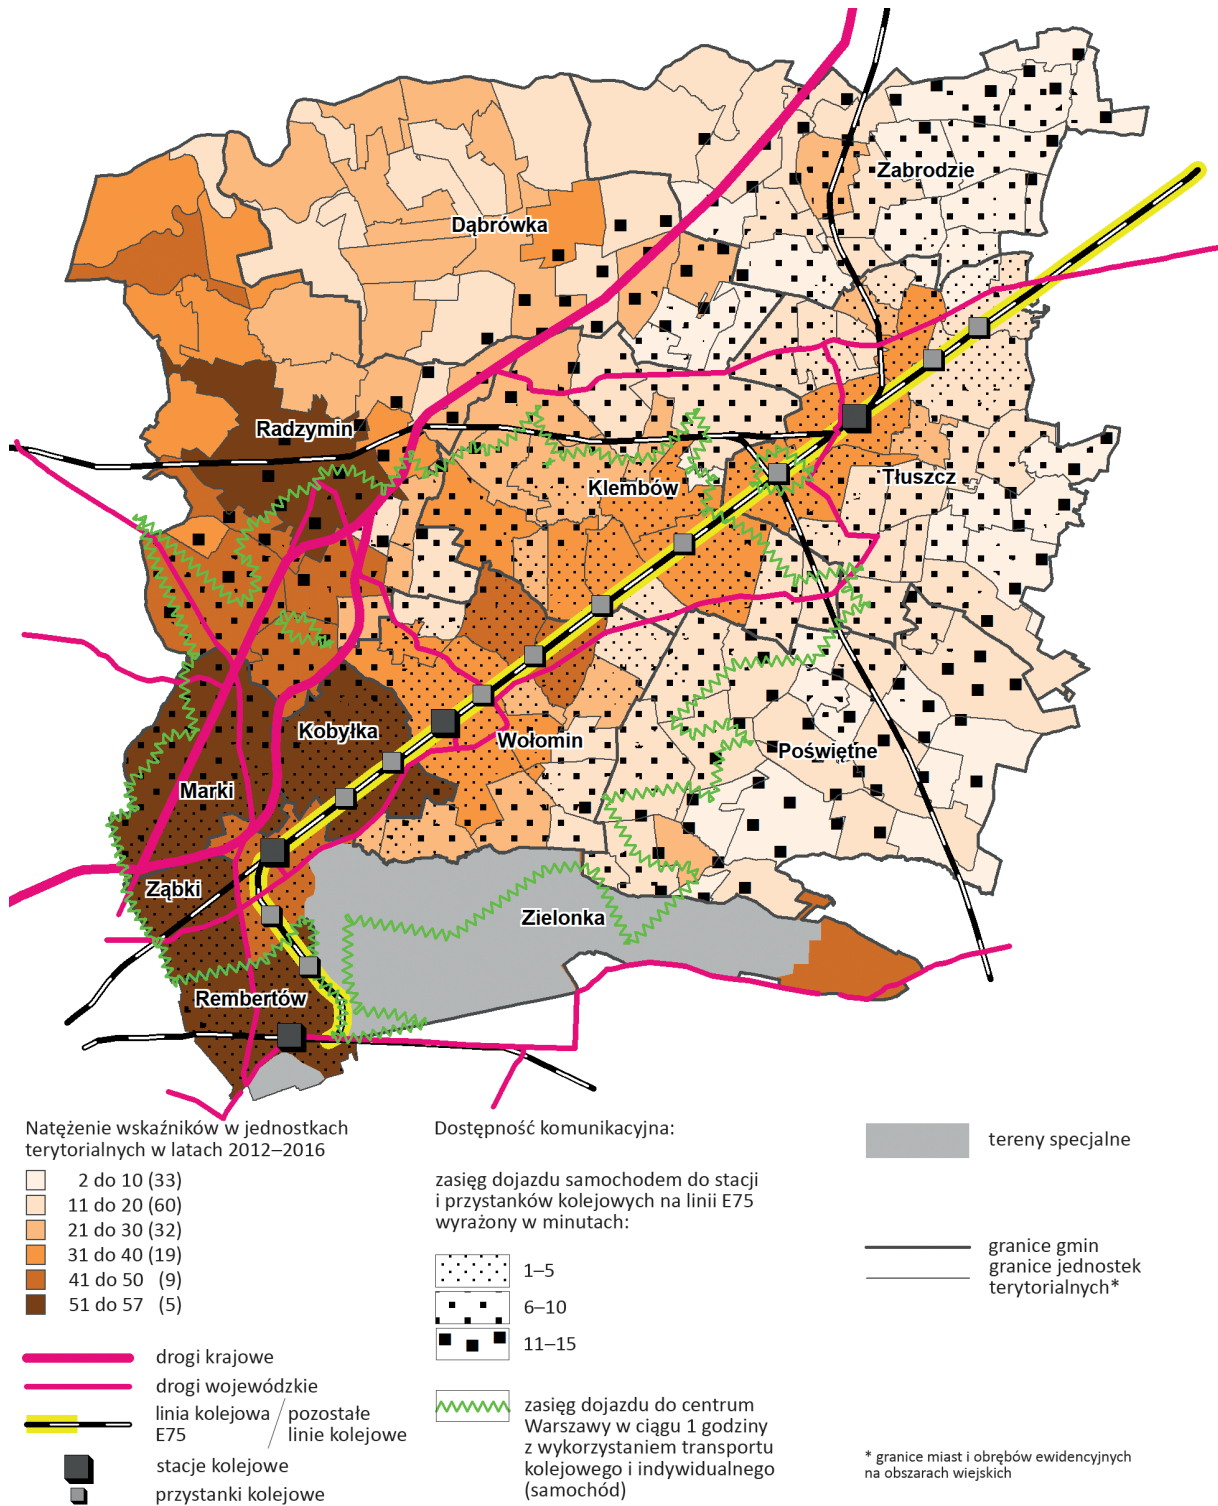 Zabrodzie
Dąbrówka
Radzymin
Klembów
Tłuszcz
Kobyłka
Wołomin
Poświętne
Marki
Ząbki
Zielonka
Rembertów
Natężenie wskaźników w jednostkach
terytorialnych w latach 2012–2016
2 do 10 (33)
11 do 20 (60)
21 do 30 (32)
31 do 40 (19)
41 do 50 (9)
51 do 57 (5)
drogi krajowe
drogi wojewódzkie
linia kolejowa
E75
pozostałe
linie kolejowe
stacje kolejowe
przystanki kolejowe
Dostępność komunikacyjna:
zasięg dojazdu samochodem do stacji
i przystanków kolejowych na linii E75
wyrażony w minutach:
1–5
6–10
11–15
zasięg dojazdu do centrum
Warszawy w ciągu 1 godziny
z wykorzystaniem transportu
kolejowego i indywidualnego
(samochód)
tereny specjalne
granice gmin
granice jednostek
terytorialnych*
* granice miast i obrębów ewidencyjnych
na obszarach wiejskich